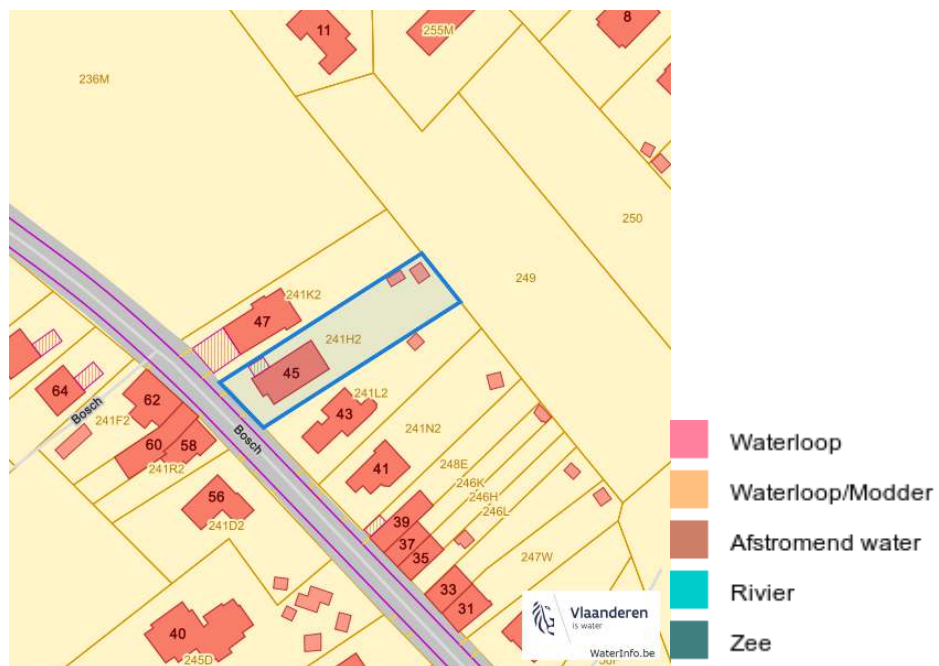 11
255M
8
236M
250
249
241K2
47
241H2
45
64
62
241L2
Bosch
43
241F2
60
58
Bosch
241N2
241R2
41
248E
246K
246H
246L
56
39
241D2
37
35
247W
33
31
40
245D
Vlaanderen
is water
WaterInfo.be
Waterloop
Waterloop/Modder
Afstromend water
Rivier
Zee